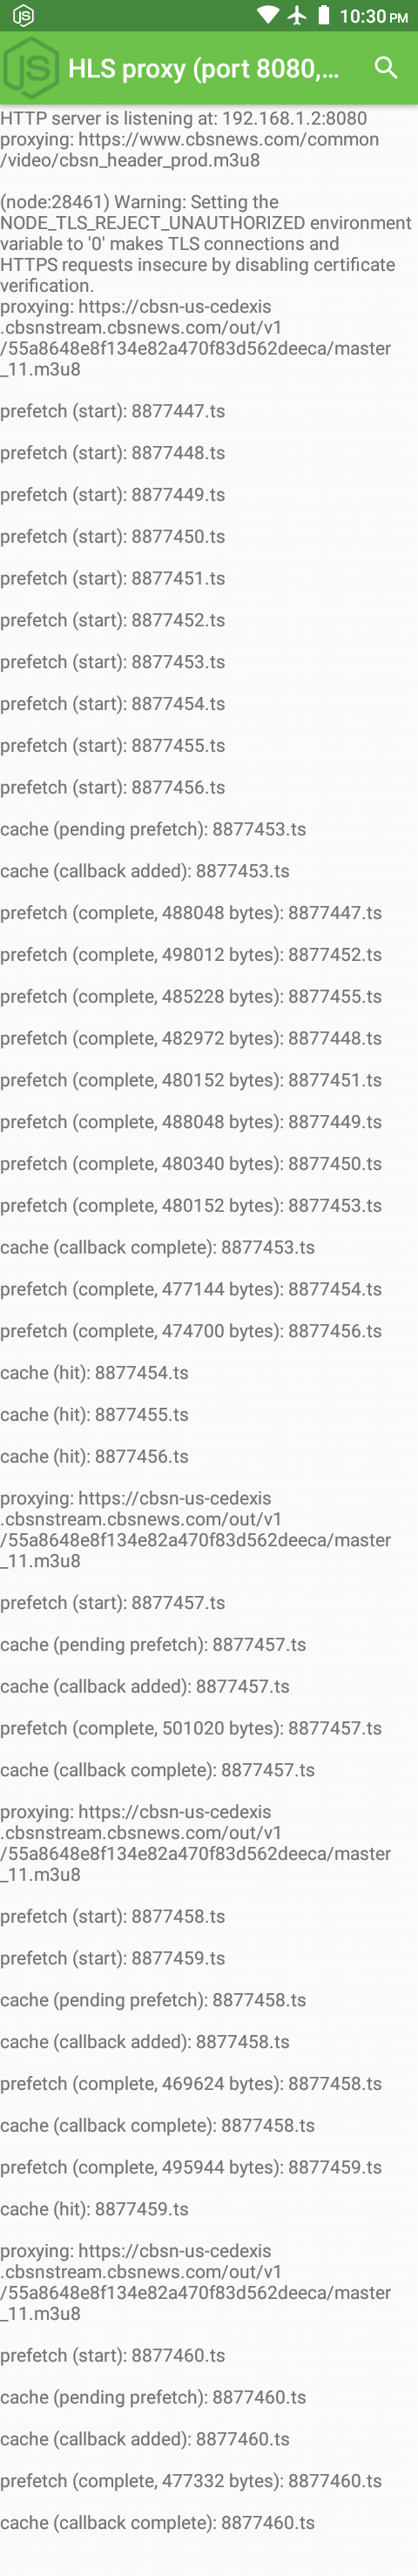 JS
10:30 PM
JS
HLS proxy (port 8080,...
HTTP server is listening at: 192.168.1.2:8080
proxying: https://www.cbsnews.com/common
/video/cbsn_header_prod.m3u8
(node:28461) Warning: Setting the
NODE_TLS_REJECT_UNAUTHORIZED environment
variable to '0' makes TLS connections and
HTTPS requests insecure by disabling certificate
verification.
proxying: https://cbsn-us-cedexis
.cbsnstream.cbsnews.com/out/v1
/55a8648e8f134e82a470f83d562deeca/master
_11.m3u8
prefetch (start): 8877447.ts
prefetch (start): 8877448.ts
prefetch (start): 8877449.ts
prefetch (start): 8877450.ts
prefetch (start): 8877451.ts
prefetch (start): 8877452.ts
prefetch (start): 8877453.ts
prefetch (start): 8877454.ts
prefetch (start): 8877455.ts
prefetch (start): 8877456.ts
cache (pending prefetch): 8877453.ts
cache (callback added): 8877453.ts
prefetch (complete, 488048 bytes): 8877447.ts
prefetch (complete, 498012 bytes): 8877452.ts
prefetch (complete, 485228 bytes): 8877455.ts
prefetch (complete, 482972 bytes): 8877448.ts
prefetch (complete, 480152 bytes): 8877451.ts
prefetch (complete, 488048 bytes): 8877449.ts
prefetch (complete, 480340 bytes): 8877450.ts
prefetch (complete, 480152 bytes): 8877453.ts
cache (callback complete): 8877453.ts
prefetch (complete, 477144 bytes): 8877454.ts
prefetch (complete, 474700 bytes): 8877456.ts
cache (hit): 8877454.ts
cache (hit): 8877455.ts
cache (hit): 8877456.ts
proxying: https://cbsn-us-cedexis
.cbsnstream.cbsnews.com/out/v1
/55a8648e8f134e82a470f83d562deeca/master
_11.m3u8
prefetch (start): 8877457.ts
cache (pending prefetch): 8877457.ts
cache (callback added): 8877457.ts
prefetch (complete, 501020 bytes): 8877457.ts
cache (callback complete): 8877457.ts
proxying: https://cbsn-us-cedexis
.cbsnstream.cbsnews.com/out/v1
/55a8648e8f134e82a470f83d562deeca/master
_11.m3u8
prefetch (start): 8877458.ts
prefetch (start): 8877459.ts
cache (pending prefetch): 8877458.ts
cache (callback added): 8877458.ts
prefetch (complete, 469624 bytes): 8877458.ts
cache (callback complete): 8877458.ts
prefetch (complete, 495944 bytes): 8877459.ts
cache (hit): 8877459.ts
proxying: https://cbsn-us-cedexis
.cbsnstream.cbsnews.com/out/v1
/55a8648e8f134e82a470f83d562deeca/master
_11.m3u8
prefetch (start): 8877460.ts
cache (pending prefetch): 8877460.ts
cache (callback added): 8877460.ts
prefetch (complete, 477332 bytes): 8877460.ts
cache (callback complete): 8877460.ts